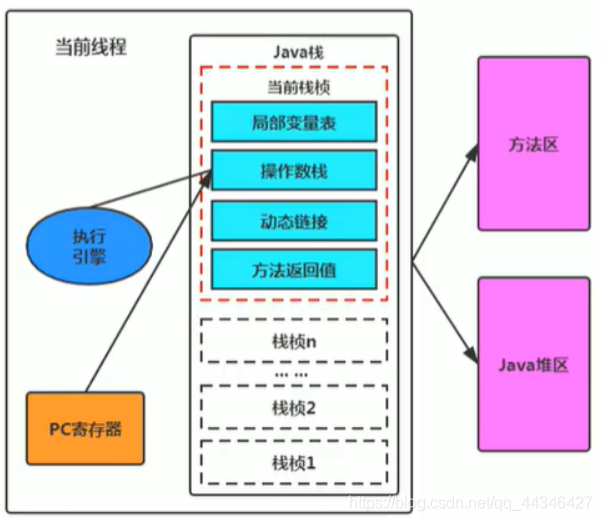 当前线程
Java栈
当前栈桢
局部变量表
操作数栈
动态链接
方法返回值
执行
引擎
PC寄存器
栈桢n
... ...
栈桢2
栈桢1
方法区
Java堆区
https://blog.csdn.net/qq_44346427